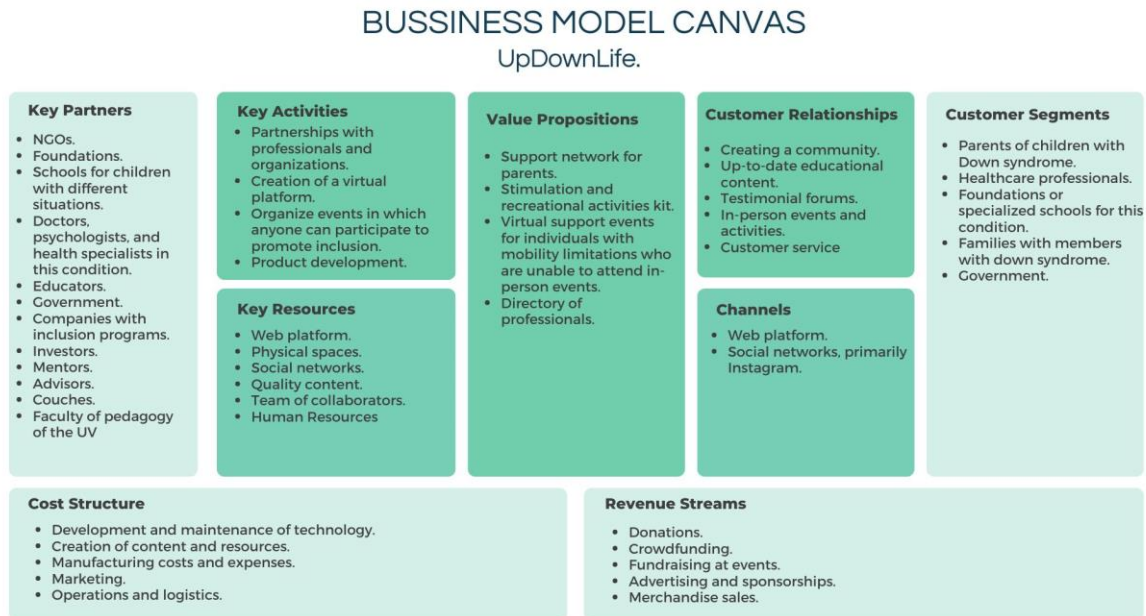 BUSSINESS MODEL CANVAS
UpDownLife.
Key Partners
• NGOs.
• Foundations.
• Schools for children
with different
situations.
• Doctors,
psychologists, and
health specialists in
this condition.
• Educators.
• Government.
• Companies with
inclusion programs.
• Investors.
• Mentors.
• Advisors.
• Couches.
• Faculty of pedagogy
of the UV
Key Activities
• Partnerships with
professionals and
organizations.
• Creation of a virtual
platform.
• Organize events in which
anyone can participate to
promote inclusion.
• Product development.
Key Resources
• Web platform.
• Physical spaces.
• Social networks.
• Quality content.
• Team of collaborators.
• Human Resources
Value Propositions
• Support network for
parents.
• Stimulation and
recreational activities kit.
• Virtual support events
for individuals with
mobility limitations who
are unable to attend in-
person events.
• Directory of
professionals.
Customer Relationships
• Creating a community.
• Up-to-date educational
content.
• Testimonial forums.
• In-person events and
activities.
• Customer service
Channels
• Web platform.
• Social networks, primarily
Instagram.
Customer Segments
• Parents of children with
Down syndrome.
• Healthcare professionals.
• Foundations or
specialized schools for this
condition.
• Families with members
with down syndrome.
• Government.
Cost Structure
• Development and maintenance of technology.
• Creation of content and resources.
• Manufacturing costs and expenses.
• Marketing.
• Operations and logistics.
Revenue Streams
• Donations.
• Crowdfunding.
• Fundraising at events.
• Advertising and sponsorships.
• Merchandise sales.